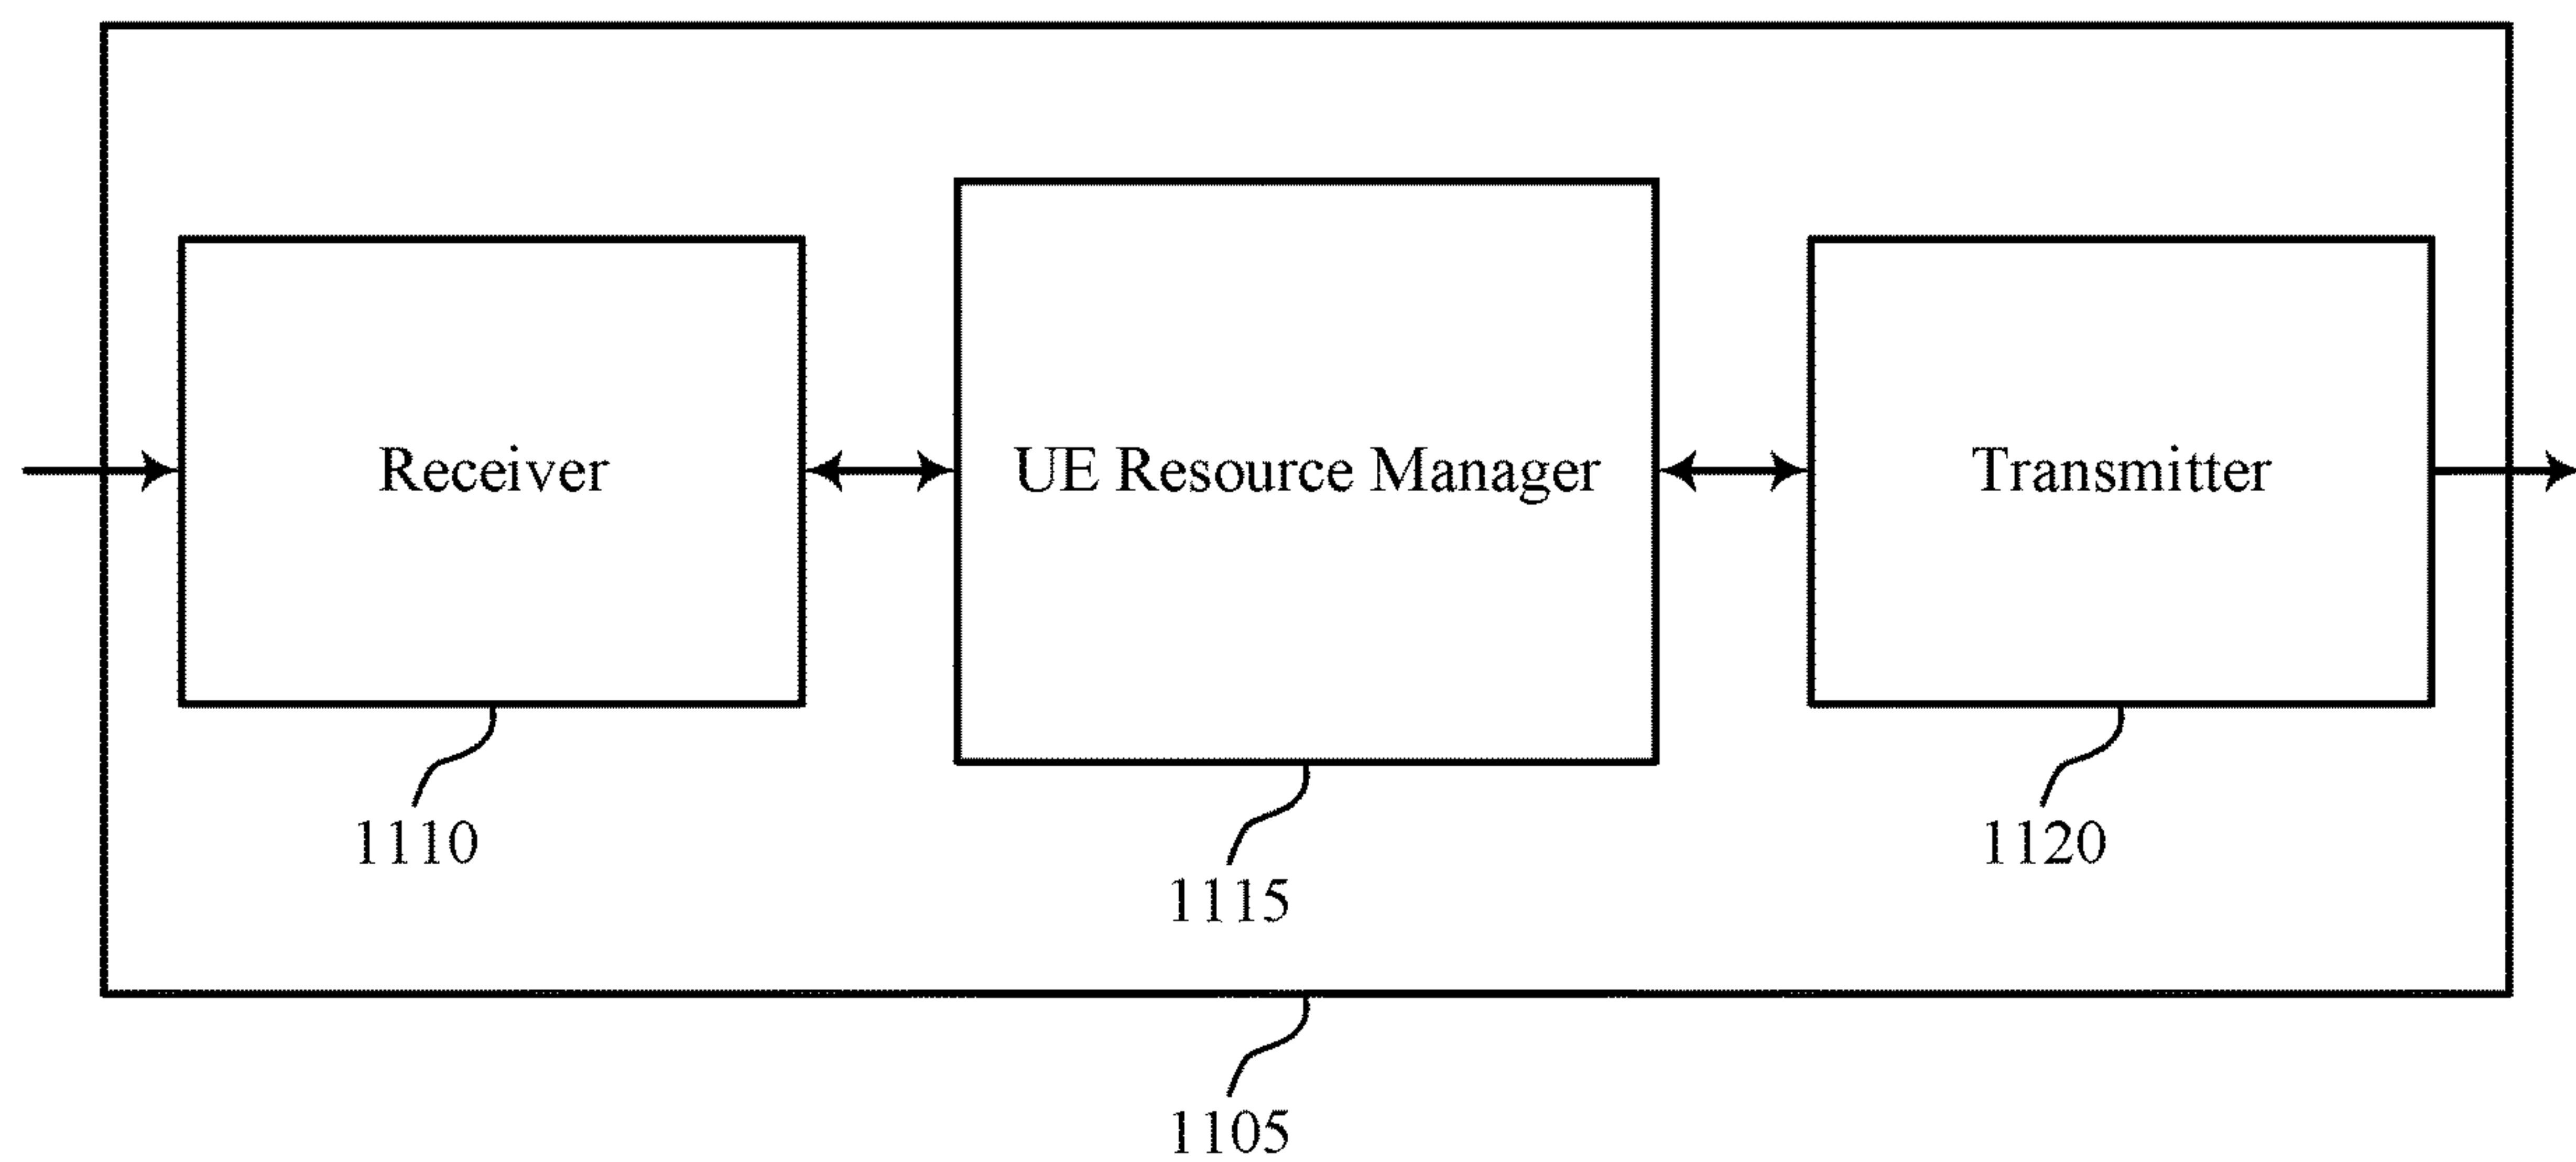 Receiver
UE Resource Manager
Transmitter
1110
1115
1120
1105